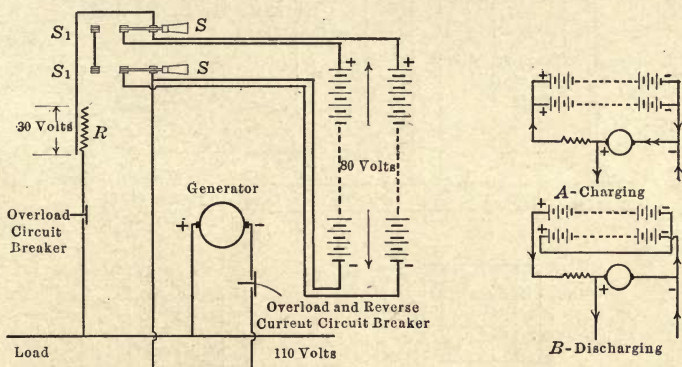 S₁ S
S₁ S
30 Volts
R
+ +
80 Volts
Generator
+ -
Overload
Circuit
Breaker
- -
Overload and Reverse
Current Circuit Breaker
Load
110 Volts
+ -
+ -
+ -
A-Charging
+ -
+ -
+ -
B-Discharging